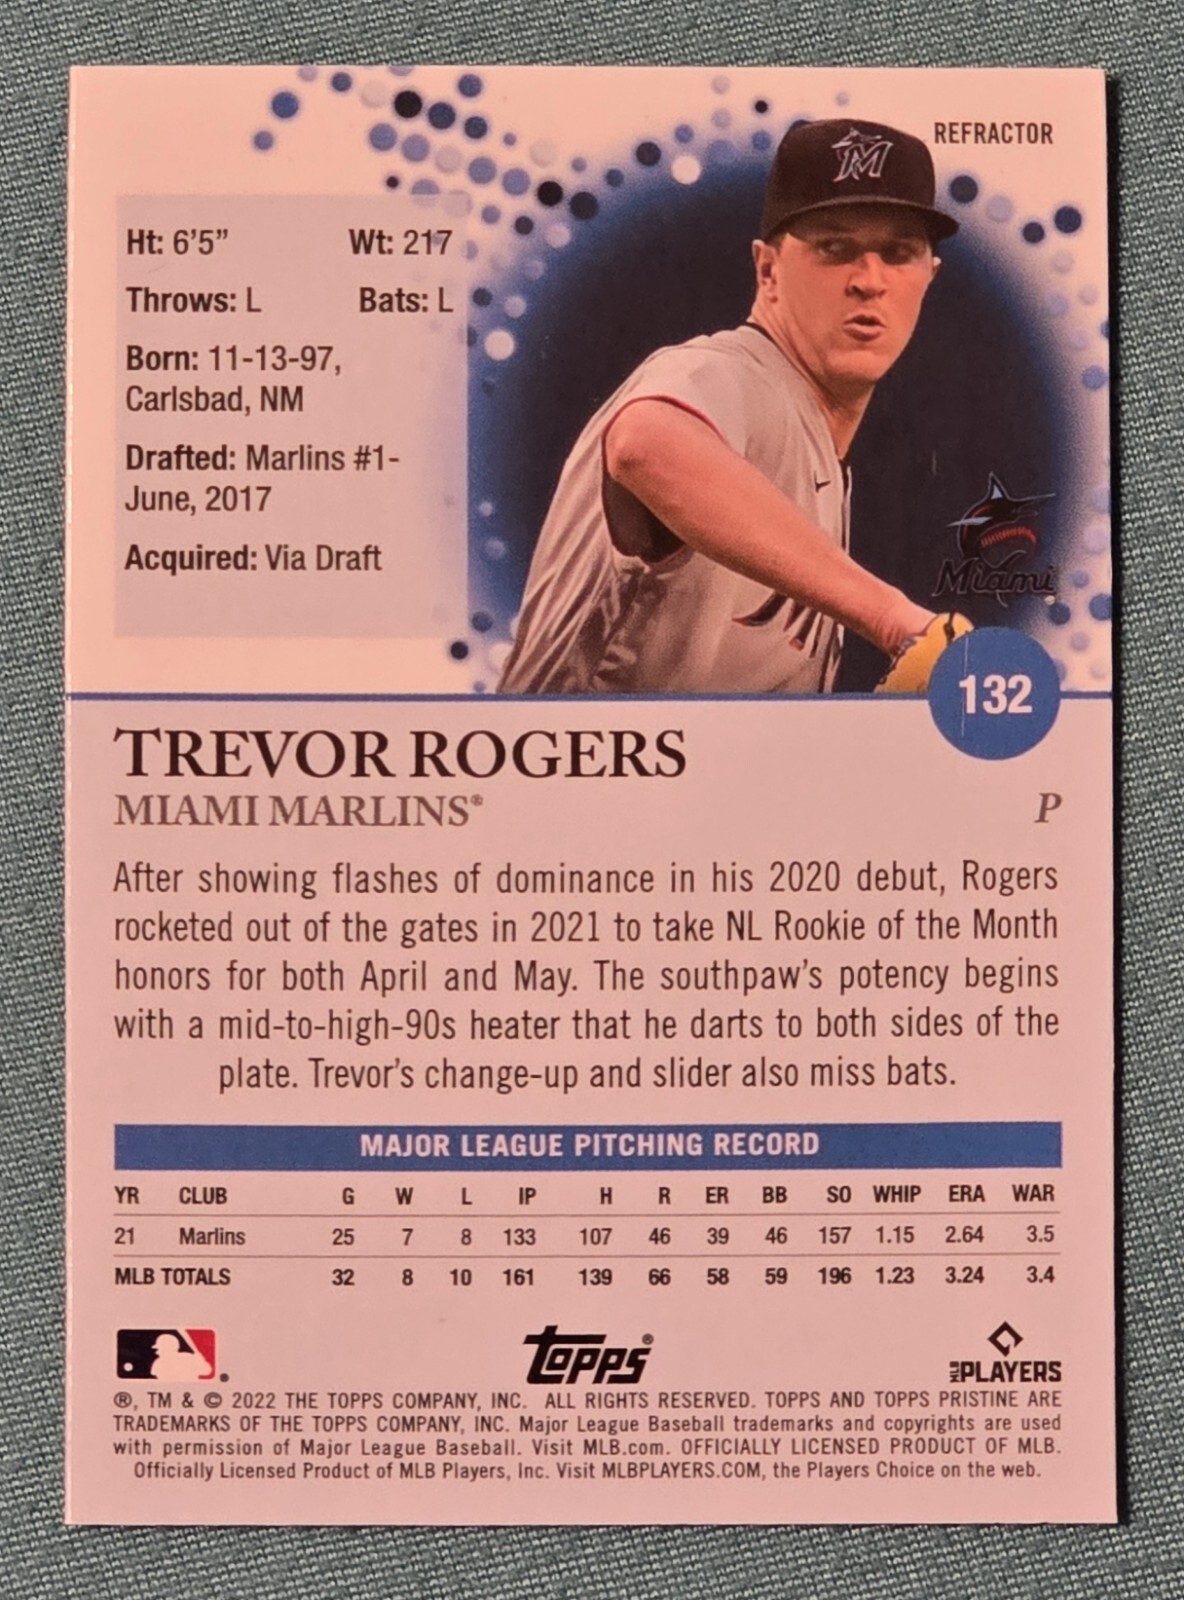 REFRACTOR
M
Ht: 6'5" Wt: 217
Throws: L Bats: L
Born: 11-13-97,
Carlsbad, NM
Drafted: Marlins #1-
June, 2017
Acquired: Via Draft
Miami
132
TREVOR ROGERS
MIAMI MARLINS® P
After showing flashes of dominance in his 2020 debut, Rogers
rocketed out of the gates in 2021 to take NL Rookie of the Month
honors for both April and May. The southpaw's potency begins
with a mid-to-high-90s heater that he darts to both sides of the
plate. Trevor's change-up and slider also miss bats.
MAJOR LEAGUE PITCHING RECORD
YR CLUB G W L IP H R ER BB SO WHIP ERA WAR
21 Marlins 25 7 8 133 107 46 39 46 157 1.15 2.64 3.5
MLB TOTALS 32 8 10 161 139 66 58 59 196 1.23 3.24 3.4
Topps® MLB PLAYERS
®, TM & © 2022 THE TOPPS COMPANY, INC. ALL RIGHTS RESERVED. TOPPS AND TOPPS PRISTINE ARE
TRADEMARKS OF THE TOPPS COMPANY, INC. Major League Baseball trademarks and copyrights are used
with permission of Major League Baseball. Visit MLB.com. OFFICIALLY LICENSED PRODUCT OF MLB.
Officially Licensed Product of MLB Players, Inc. Visit MLBPLAYERS.COM, the Players Choice on the web.